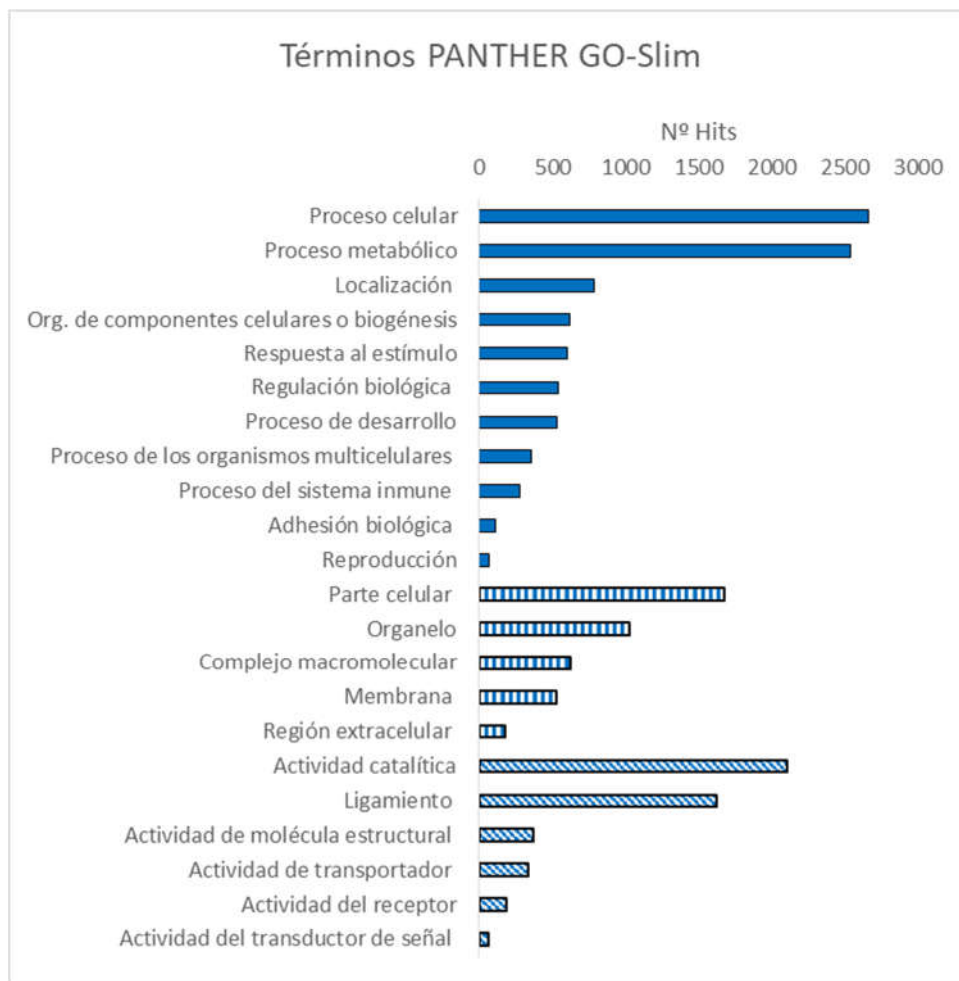 Términos PANTHER GO-Slim
Nº Hits
0 500 1000 1500 2000 2500 3000
Proceso celular
Proceso metabólico
Localización
Org. de componentes celulares o biogénesis
Respuesta al estímulo
Regulación biológica
Proceso de desarrollo
Proceso de los organismos multicelulares
Proceso del sistema inmune
Adhesión biológica
Reproducción
Parte celular
Organelo
Complejo macromolecular
Membrana
Región extracelular
Actividad catalítica
Ligamiento
Actividad de molécula estructural
Actividad de transportador
Actividad del receptor
Actividad del transductor de señal